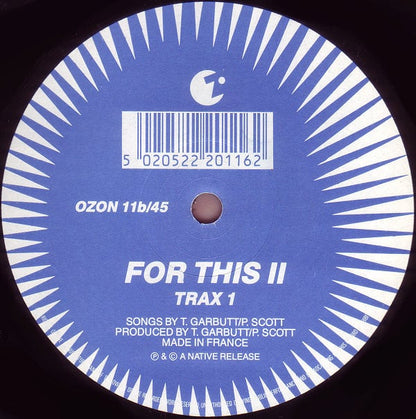 5 020522 201162
OZON 11b/45
FOR THIS II
TRAX 1
SONGS BY T. GARBUTT/P. SCOTT
PRODUCED BY T. GARBUTT/P. SCOTT
MADE IN FRANCE
P & © A NATIVE RELEASE